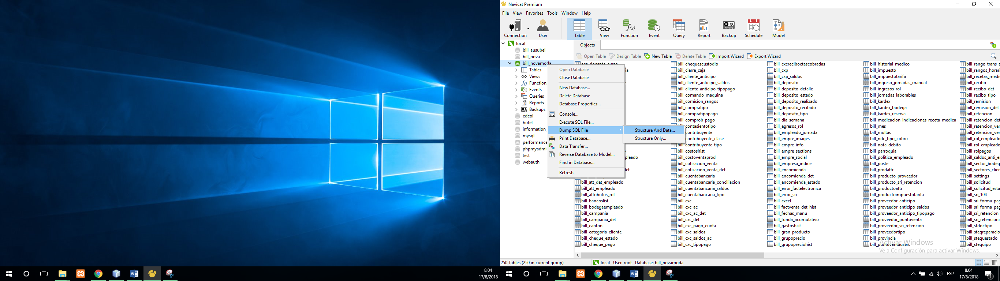 8:04
17/8/2018
Navicat Premium
File View Favorites Tools Window Help
Connection User Table View Function Event Query Report Backup Schedule Model
local
bill_ausubel
bill_nova
bill_novamoda
Tables
Views
Function
Events
Queries
Reports
Backups
cdcol
hotel
information_
mysql
performance
phpmyadmi
test
webauth
Objects
Open Table Design Table New Table Delete Table Import Wizard Export Wizard
Open Database
Close Database
New Database...
Delete Database
Database Properties...
Console...
Execute SQL File...
Dump SQL File
Print Database...
Data Transfer...
Reverse Database to Model...
Find in Database...
Refresh
Structure And Data...
Structure Only...
aca_docente_curso
ia
e
o
pleado
det
bill_att_det_empleado
bill_att_empleado
bill_attributos_rol
bill_bancoslist
bill_bodegaempleado
bill_campania
bill_campania_det
bill_canton
bill_categoria_cliente
bill_cheque_estado
bill_cheque_pago
bill_chequescustodio
bill_cierre_caja
bill_cliente_anticipo
bill_cliente_anticipo_saldos
bill_cliente_anticipo_tipopago
bill_comando_maquina
bill_comision_rangos
bill_compratipo
bill_compratipopago
bill_comprob_pago
contasientotipo
contribuyente
contribuyente_clase
bill_contribuyente_tipo
bill_costoshist
bill_costoventaprod
bill_cotizacion_venta
bill_cotizacion_venta_det
bill_cuentabancaria
bill_cuentabancaria_conciliacion
bill_cuentabancaria_saldos
bill_cuentabancaria_tipo
bill_cxc
bill_cxc_ac
bill_cxc_ac_det
bill_cxc_det
bill_cxc_pago_cuota
bill_cxc_saldos
bill_cxc_saldos_ac
bill_cxc_tipopago
bill_cxcreciboctascobradas
bill_cxp
bill_cxp_saldos
bill_deposito
bill_deposito_detalle
bill_deposito_estado
bill_deposito_realizado
bill_deposito_recibido
bill_deposito_tipo
bill_dia_semana
bill_egresos_rol
bill_empleado_jornada
bill_empre_images
bill_empre_info
bill_empre_sections
bill_empre_social
bill_empresa_indice
bill_encomienda
bill_encomienda_det
bill_encomienda_estado
bill_error_factelectronica
bill_error_sri
bill_excel
bill_factventa_det_hist
bill_fechas_manu
bill_funda_acumulativo
bill_gastoshist
bill_gran_producto
bill_grupoprecio
bill_grupopreciohist
bill_historial_medico
bill_impuesto
bill_impuestotarifa
bill_ingreso_jornadas_manual
bill_ingresos_rol
bill_jornadas_laborables
bill_kardex
bill_kardex_bodega
bill_kardex_reserva
bill_medicacion_indicaciones_receta_medica
bill_mes
bill_multas
bill_ndc_tipo_cobro
bill_nota_debito
bill_parroquia
bill_politica_empleado
bill_poste
bill_prodattr
bill_producto_proveedor
bill_producto_sri_retencion
bill_productoattr
bill_productoimpuestotarifa
bill_proveedor_anticipo
bill_proveedor_anticipo_saldos
bill_proveedor_anticipo_tipopago
bill_proveedor_puntoventa
bill_proveedor_sri_retencion
bill_proveedortipo
bill_provincia
bill_puntoventausers
bill_rango_trans_a
bill_rangos_horari
bill_recetas_medi
bill_recibo
bill_recibo_det
bill_recibo_tipo
bill_remision
bill_remision_det
bill_retencion
bill_retencion_det
bill_retencion_ver
bill_retencion_ver
bill_rol_empleado
bill_rol_empleado
bill_rolpagos
bill_saldos_anti_e
bill_sector_bodeg
bill_sectores_clien
bill_settings
bill_solicitud
bill_solicitud_esta
bill_sri_104
bill_sri_forma_pag
bill_sri_forma_pag
bill_sri_retencion
bill_sri_retencioni
bill_stdoctipo
bill_steqreparacio
bill_stequestado
bill_stequipo
Activar Windows
Ve a Configuración para activar Windows.
250 Tables (250 in current group) local User: root Database: bill_novamoda
ESP
8:04
17/8/2018
1